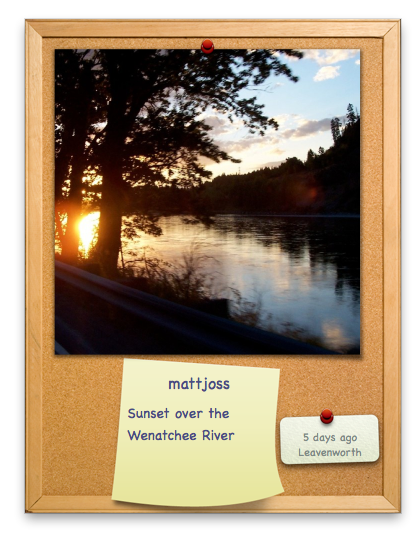 mattjoss
Sunset over the
Wenatchee River
5 days ago
Leavenworth